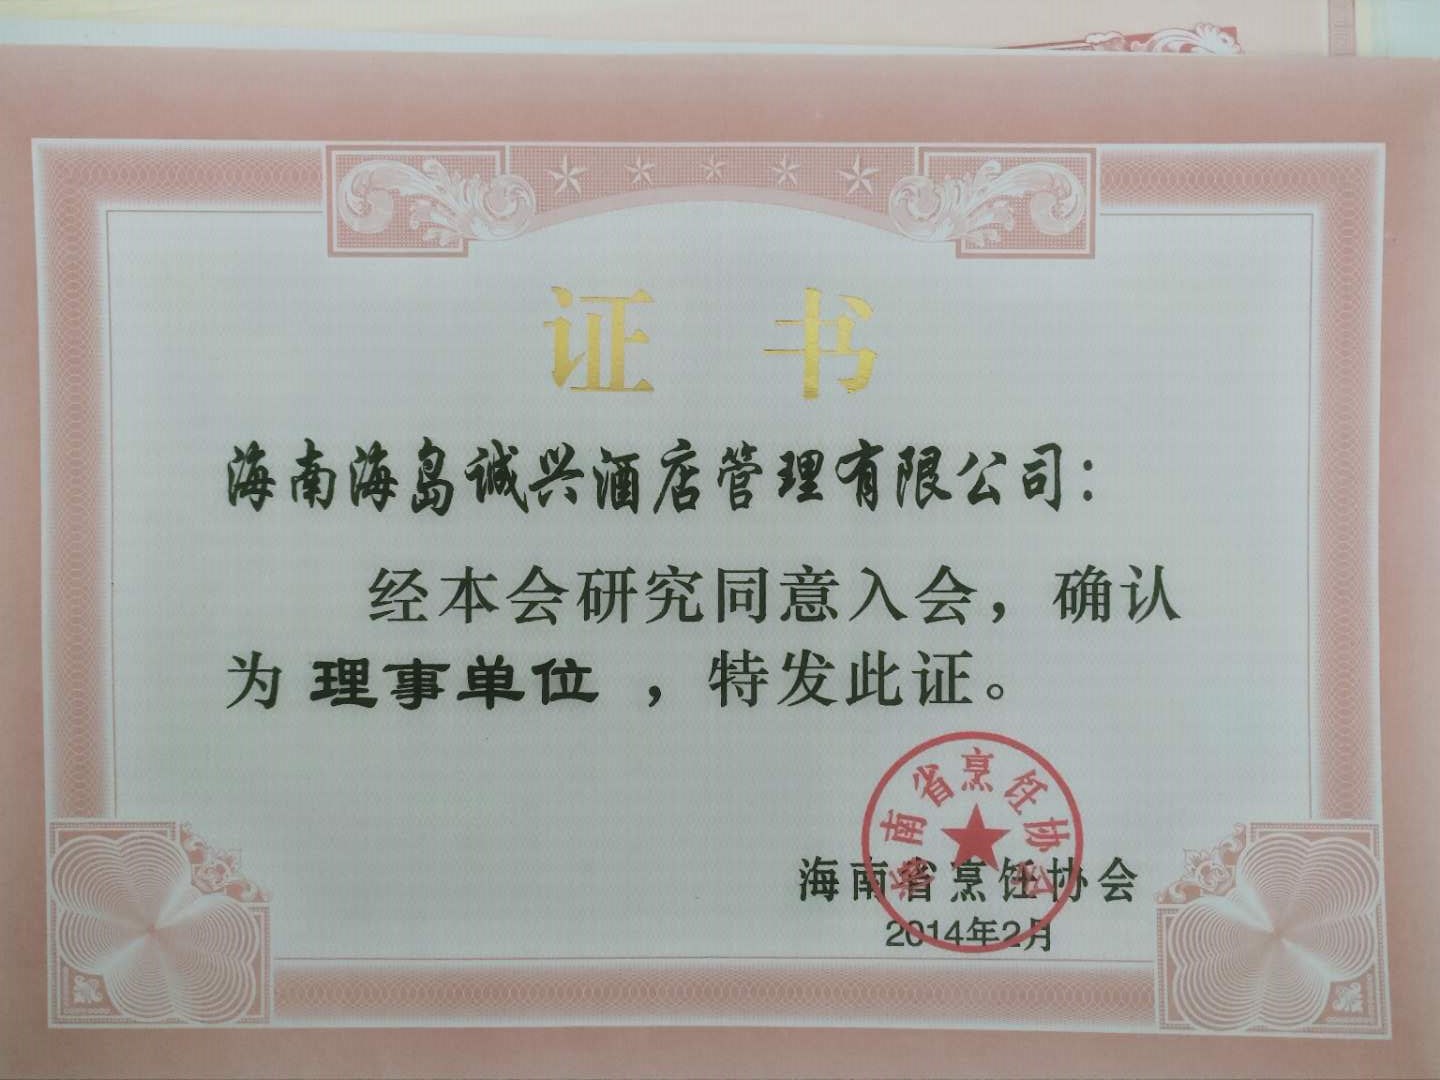 证书
海南海岛诚兴酒店管理有限公司：
经本会研究同意入会，确认
为 理事单位 ，特发此证。
海南省烹饪协会
海南省烹饪协会
2014年2月